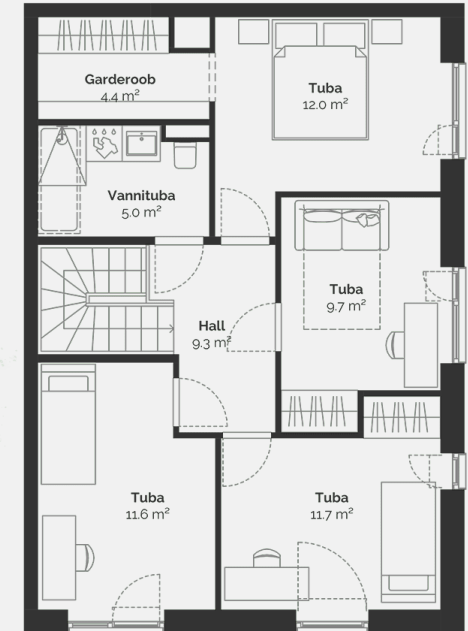 Garderoob
4.4 m²
Tuba
12.0 m²
Vannituba
5.0 m²
Tuba
9.7 m²
Hall
9.3 m²
Tuba
11.6 m²
Tuba
11.7 m²